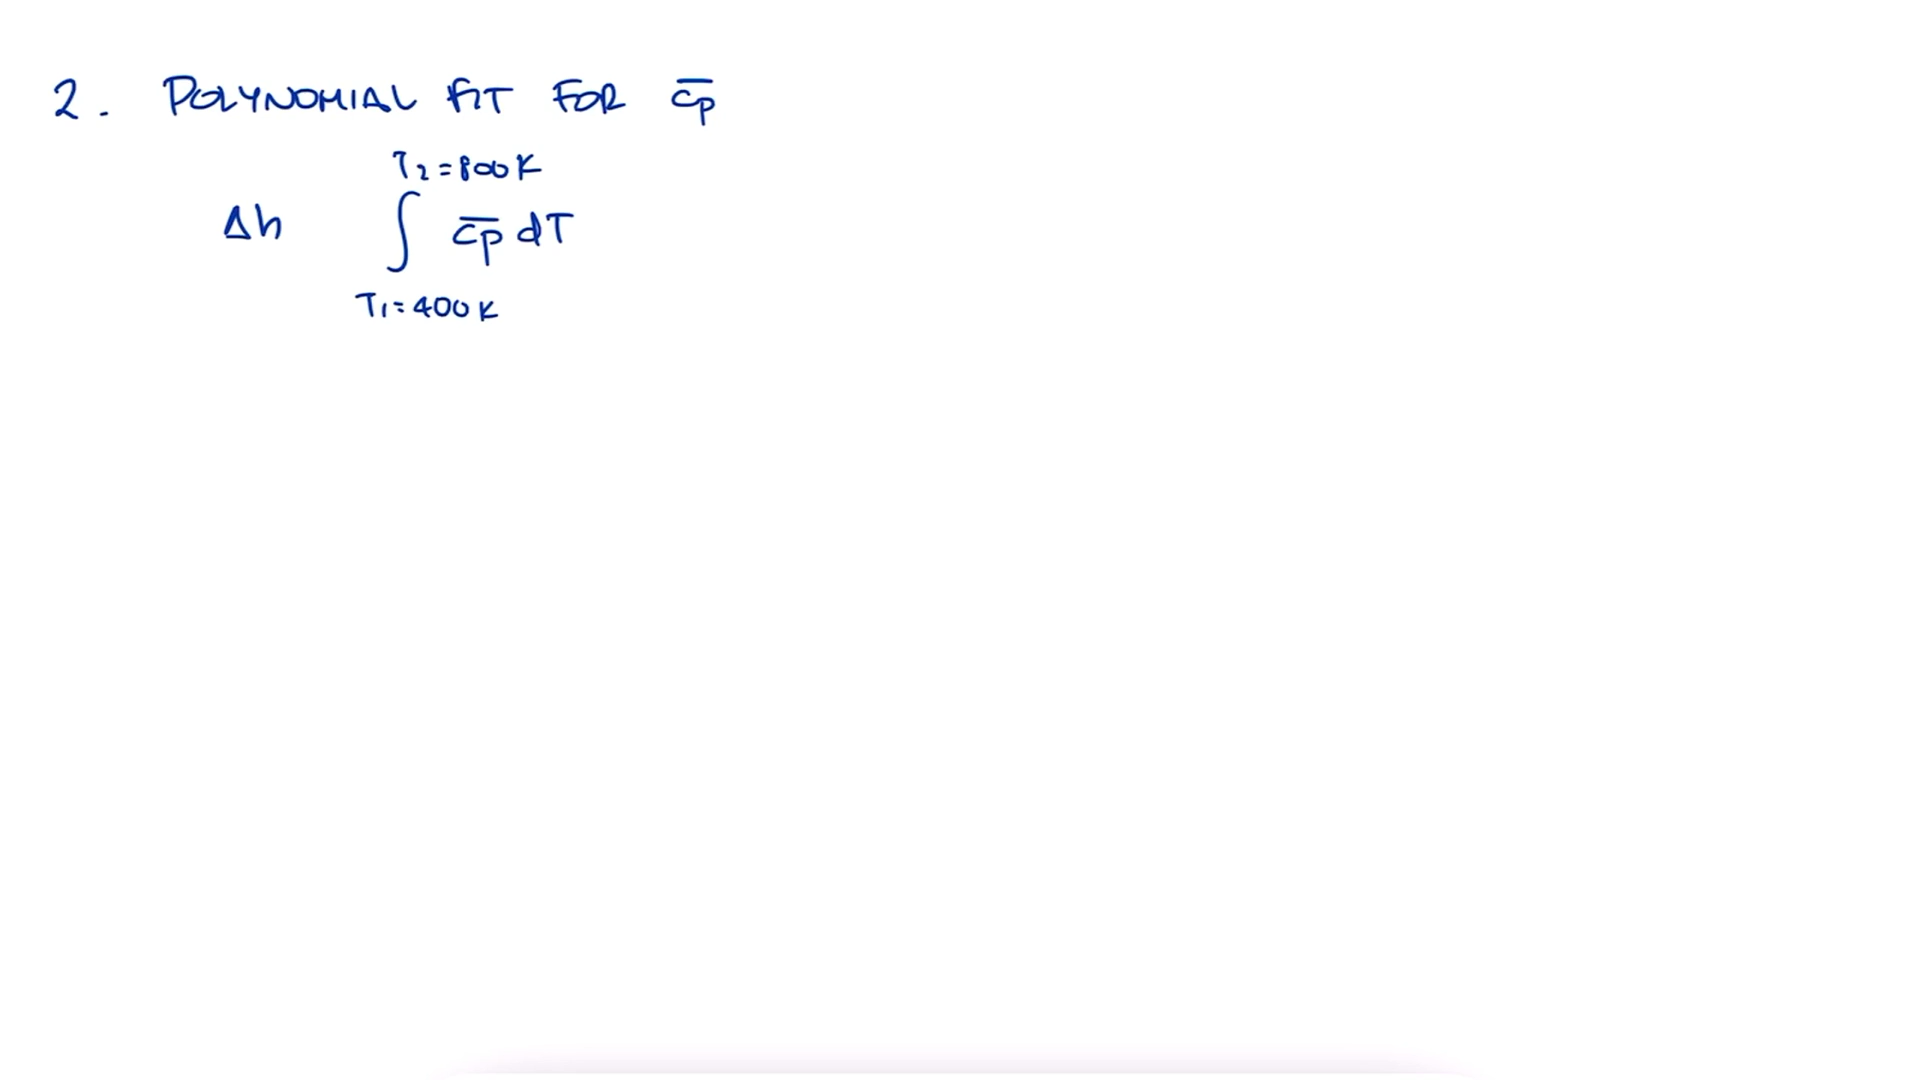 2. POLYNOMIAL FIT FOR c̅p
T₂=800K
Δh ∫ c̅p dT
T₁=400K